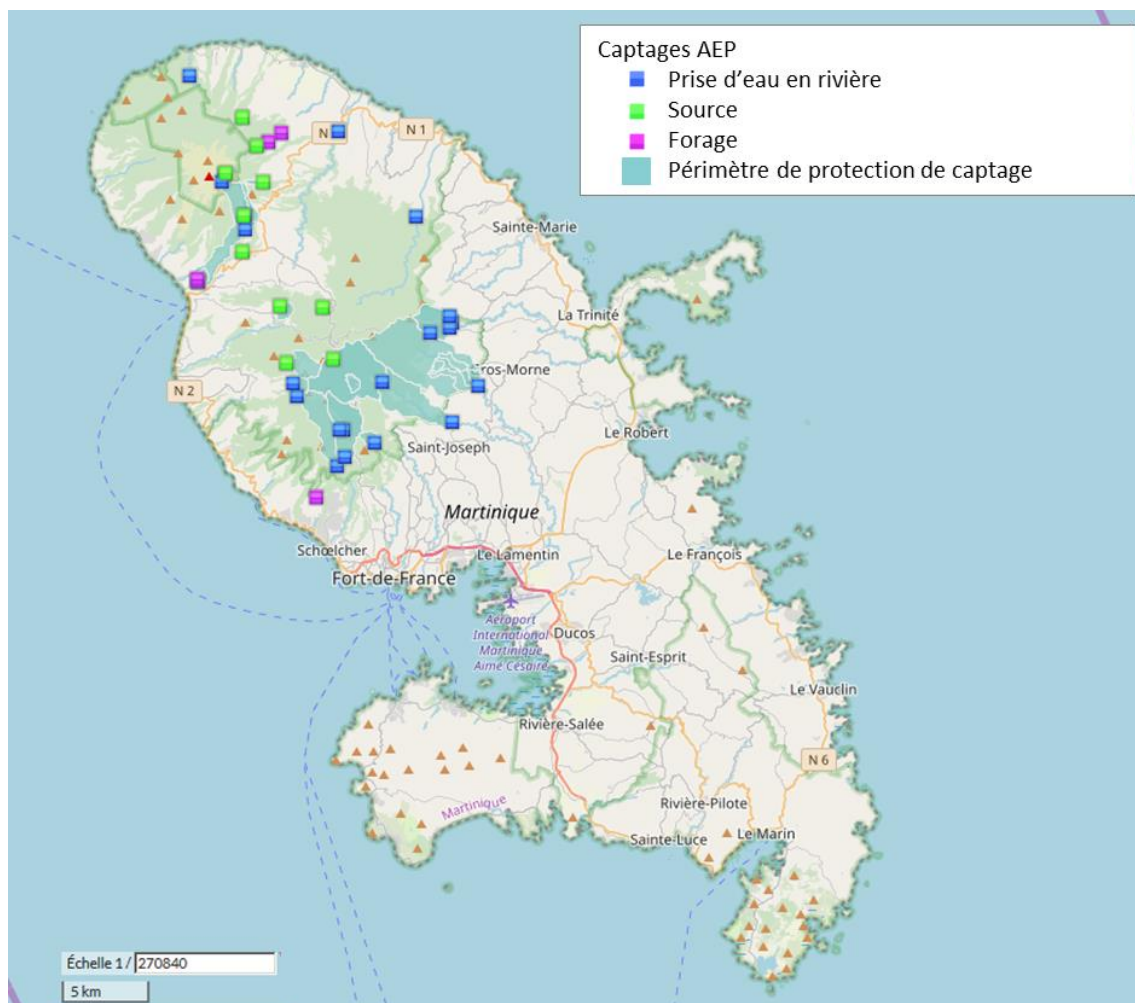 Captages AEP
Prise d'eau en rivière
Source
Forage
Périmètre de protection de captage
N
N 1
Sainte-Marie
La Trinité
Gros-Morne
N 2
Le Robert
Saint-Joseph
Martinique
Schœlcher
Le Lamentin
Le François
Fort-de-France
Aéroport
International
Martinique
Aimé Césaire
Ducos
Saint-Esprit
Le Vauclin
Rivière-Salée
N 6
Martinique
Rivière-Pilote
Sainte-Luce
Le Marin
Échelle 1 / 270840
5 km